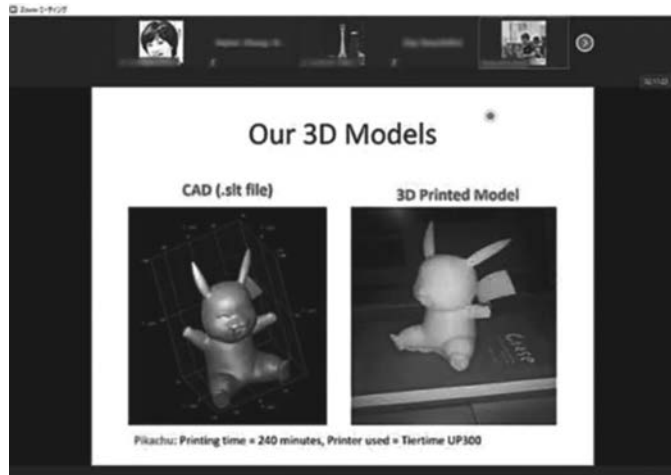 Zoom ミーティング
Our 3D Models
CAD (.slt file)
3D Printed Model
Pikachu: Printing time = 240 minutes, Printer used = Tiertime UP300